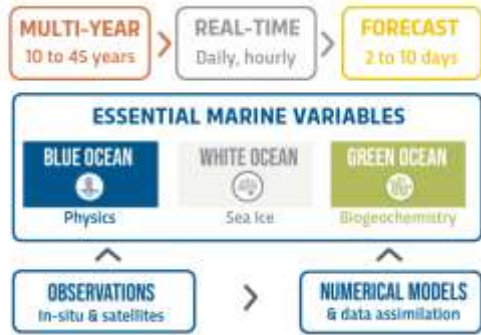 MULTI-YEAR
10 to 45 years
REAL-TIME
Daily, hourly
FORECAST
2 to 10 days
ESSENTIAL MARINE VARIABLES
BLUE OCEAN
Physics
WHITE OCEAN
Sea Ice
GREEN OCEAN
Biogeochemistry
OBSERVATIONS
In-situ & satellites
NUMERICAL MODELS
& data assimilation